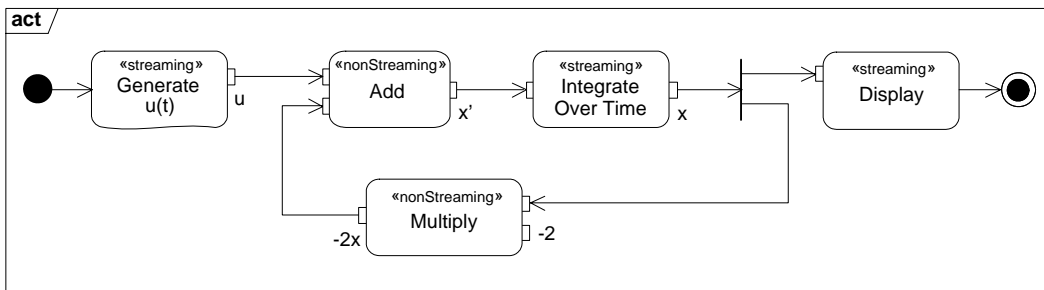 act
«streaming»
Generate
u(t)
u
«nonStreaming»
Add
x’
«streaming»
Integrate
Over Time
x
«streaming»
Display
«nonStreaming»
Multiply
-2x
-2